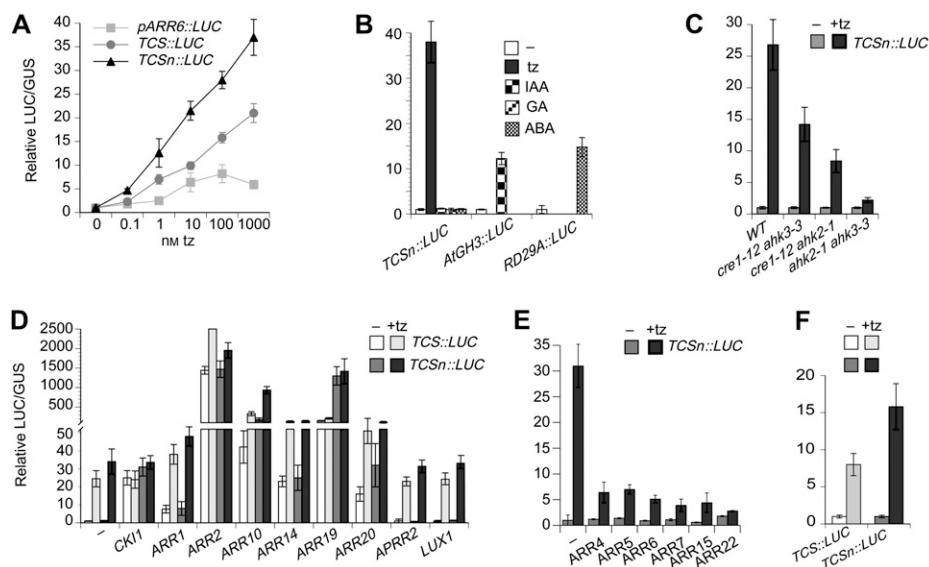 A
pARR6::LUC
TCS::LUC
TCSn::LUC
Relative LUC/GUS
40
35
30
25
20
15
10
5
0
0 0.1 1 10 100 1000
nM tz
B
40
30
20
10
0
–
tz
IAA
GA
ABA
TCSn::LUC
AtGH3::LUC
RD29A::LUC
C
– +tz
TCSn::LUC
30
25
20
15
10
5
0
WT
cre1-12 ahk3-3
cre1-12 ahk2-1
ahk2-1 ahk3-3
D
– +tz
TCS::LUC
TCSn::LUC
Relative LUC/GUS
2500
2000
1500
1000
500
50
40
30
20
10
0
–
CKI1
ARR1
ARR2
ARR10
ARR14
ARR19
ARR20
APRR2
LUX1
E
– +tz
TCSn::LUC
35
30
25
20
15
10
5
0
–
ARR4
ARR5
ARR6
ARR7
ARR15
ARR22
F
– +tz
25
20
15
10
5
0
TCS::LUC
TCSn::LUC